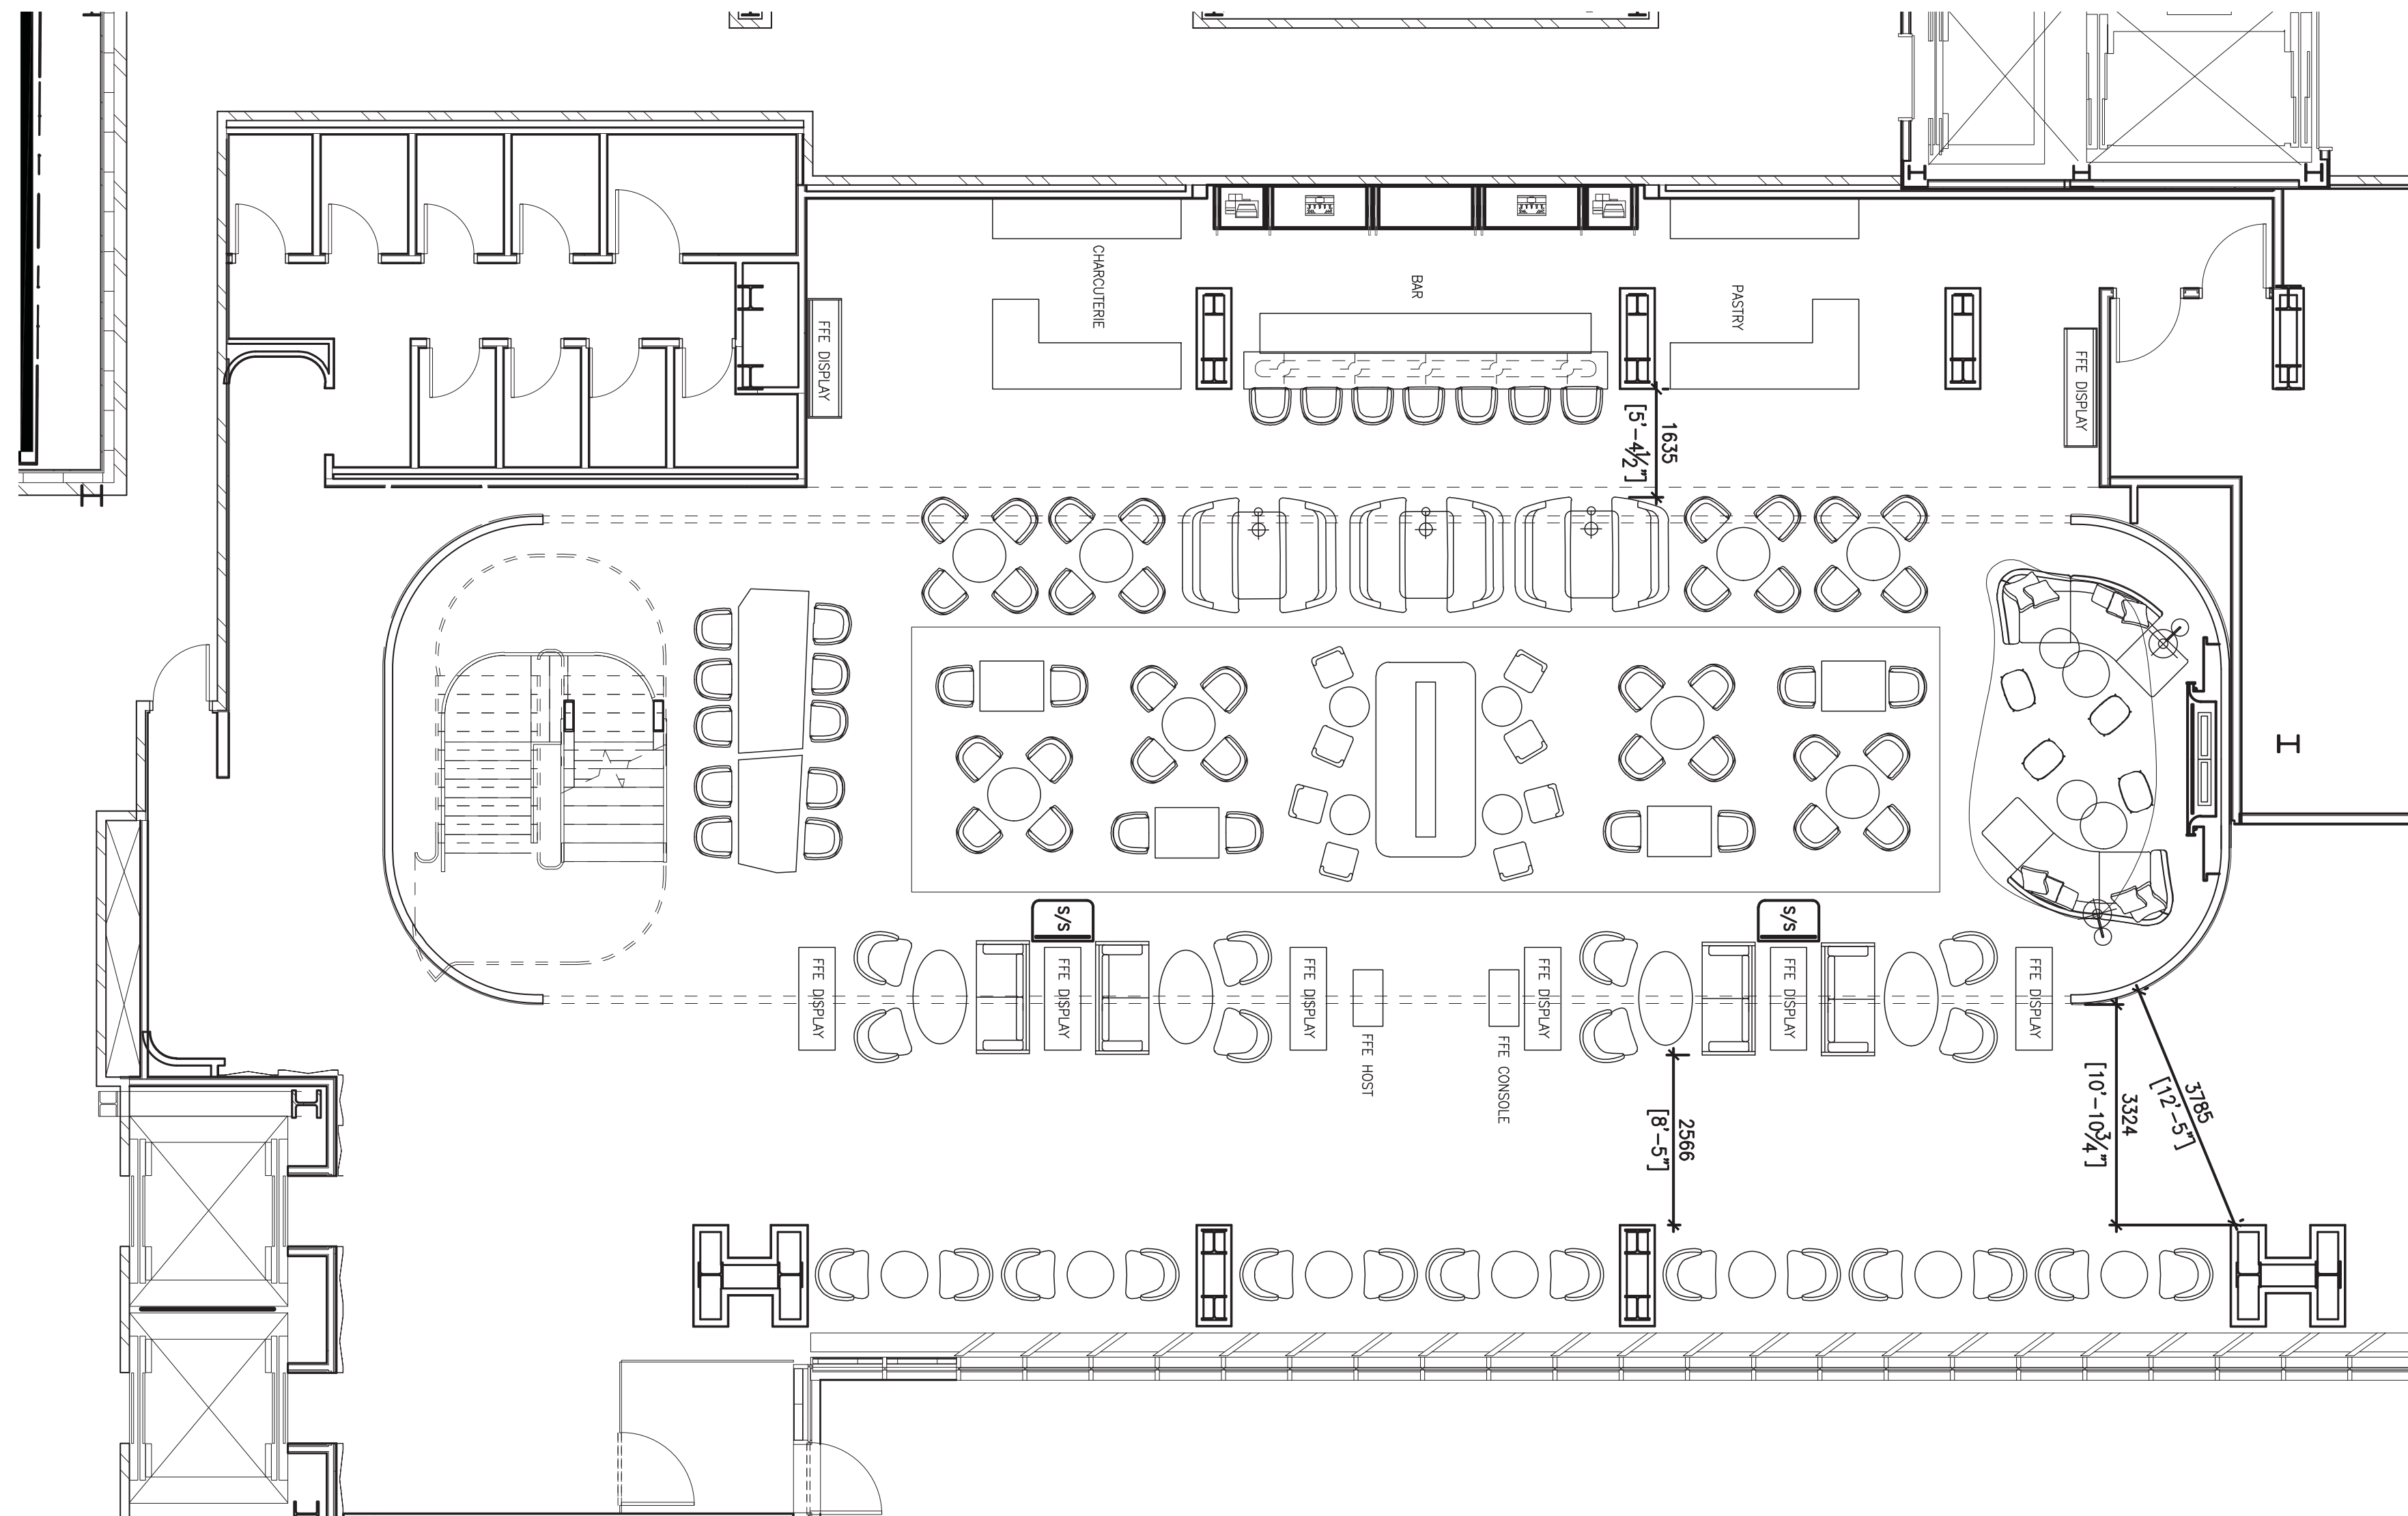 CHARCUTERIE
BAR
PASTRY
FFE DISPLAY
FFE DISPLAY
1635
[5'-4½"]
S/S
S/S
FFE DISPLAY
FFE DISPLAY
FFE DISPLAY
FFE HOST
FFE CONSOLE
FFE DISPLAY
FFE DISPLAY
FFE DISPLAY
2566
[8'-5"]
3324
[10'-10¾"]
3785
[12'-5"]